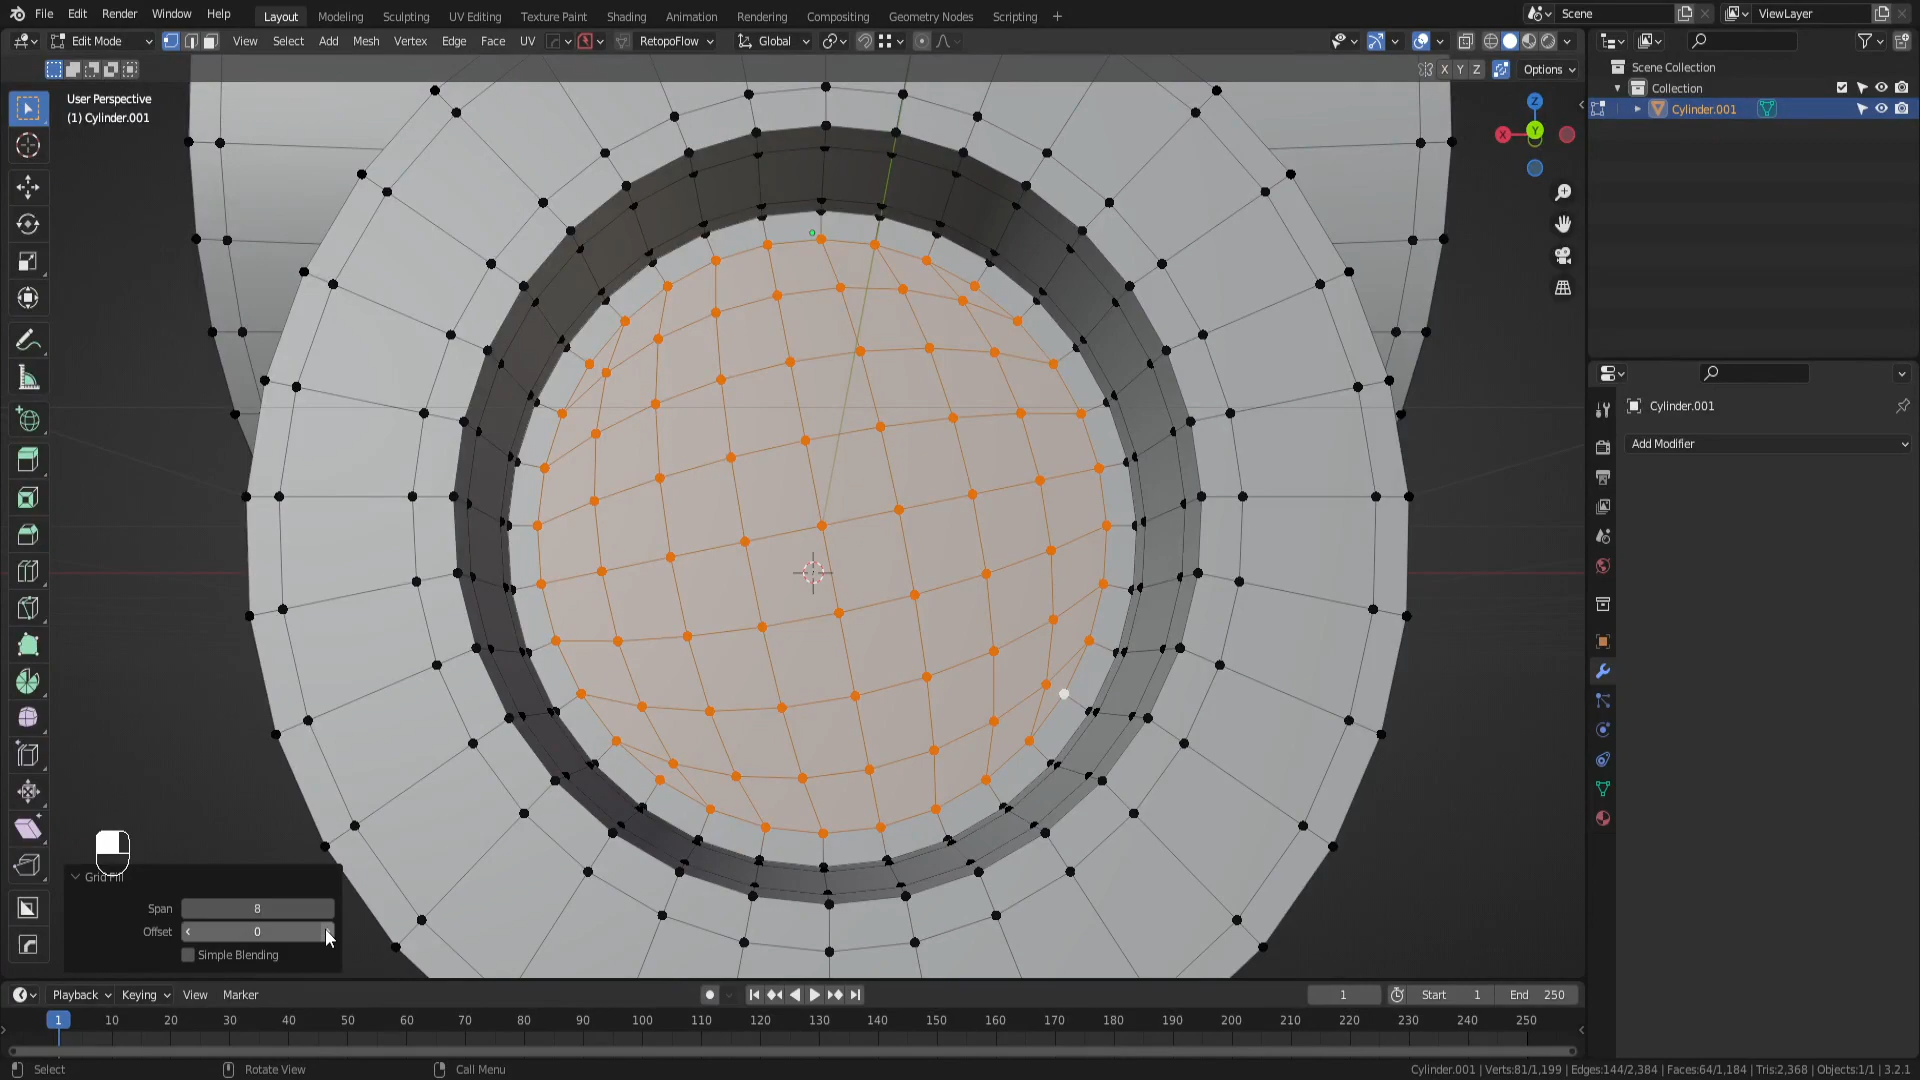 File Edit Render Window Help Layout Modeling Sculpting UV Editing Texture Paint Shading Animation Rendering Compositing Geometry Nodes Scripting + Scene ViewLayer
Edit Mode View Select Add Mesh Vertex Edge Face UV RetopoFlow Global
X Y Z Options
User Perspective
(1) Cylinder.001
Z
X Y
Scene Collection
Collection
Cylinder.001
Cylinder.001
Add Modifier
Grid Fill
Span 8
Offset 0
Simple Blending
Playback Keying View Marker 1 Start 1 End 250
1 10 20 30 40 50 60 70 80 90 100 110 120 130 140 150 160 170 180 190 200 210 220 230 240 250
Select Rotate View Call Menu Cylinder.001 | Verts:81/1,199 | Edges:144/2,384 | Faces:64/1,184 | Tris:2,368 | Objects:1/1 | 3.2.1